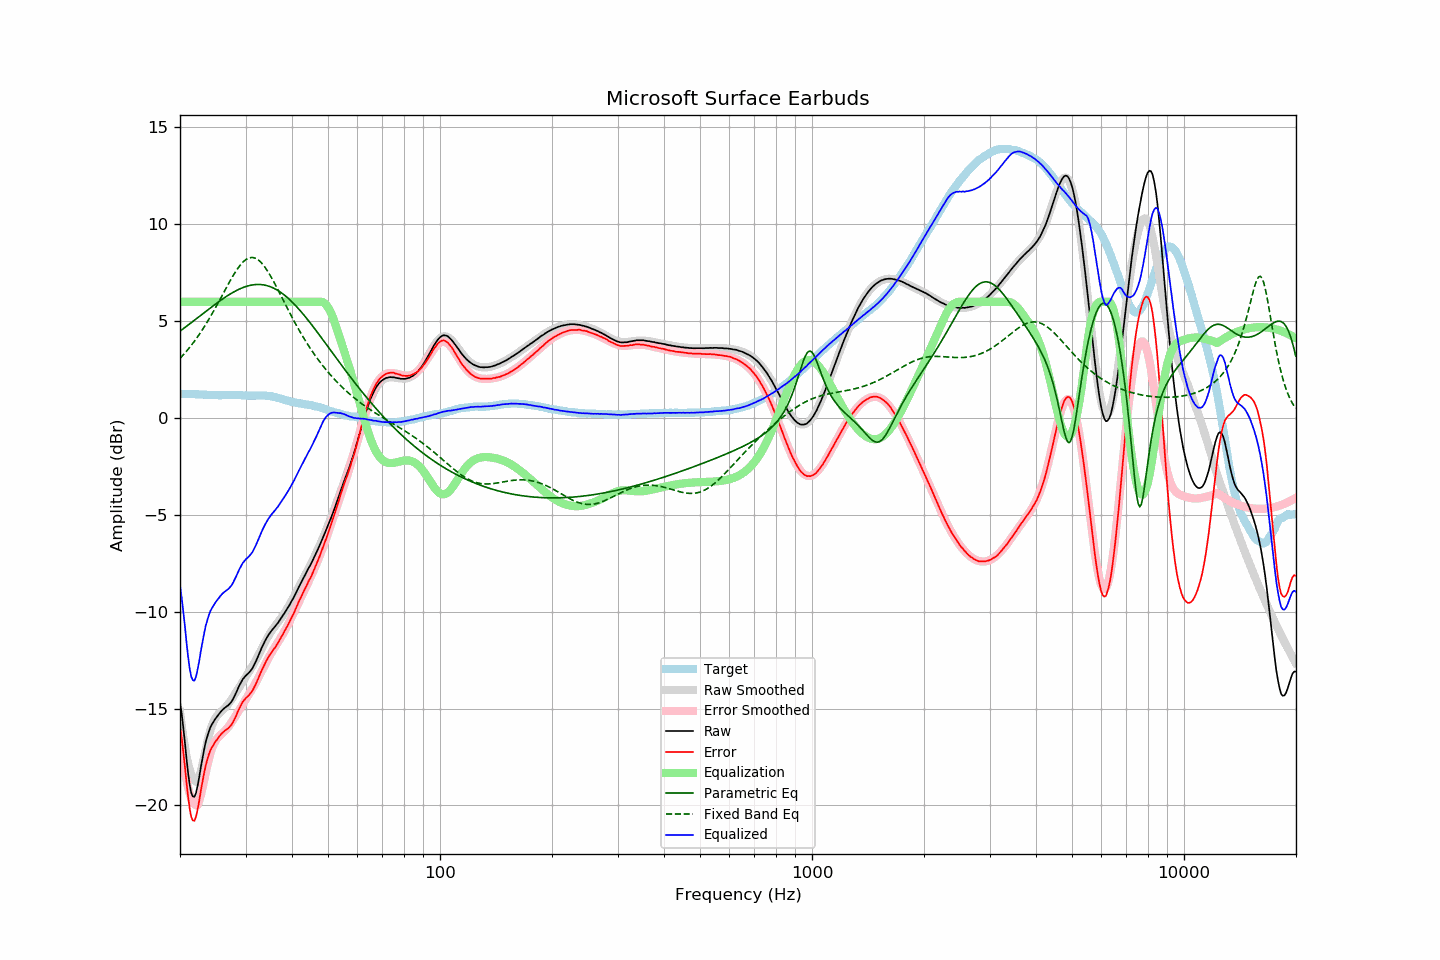 Microsoft Surface Earbuds
15
10
5
0
−5
−10
−15
−20
Amplitude (dBr)
Target
Raw Smoothed
Error Smoothed
Raw
Error
Equalization
Parametric Eq
Fixed Band Eq
Equalized
100
1000
10000
Frequency (Hz)